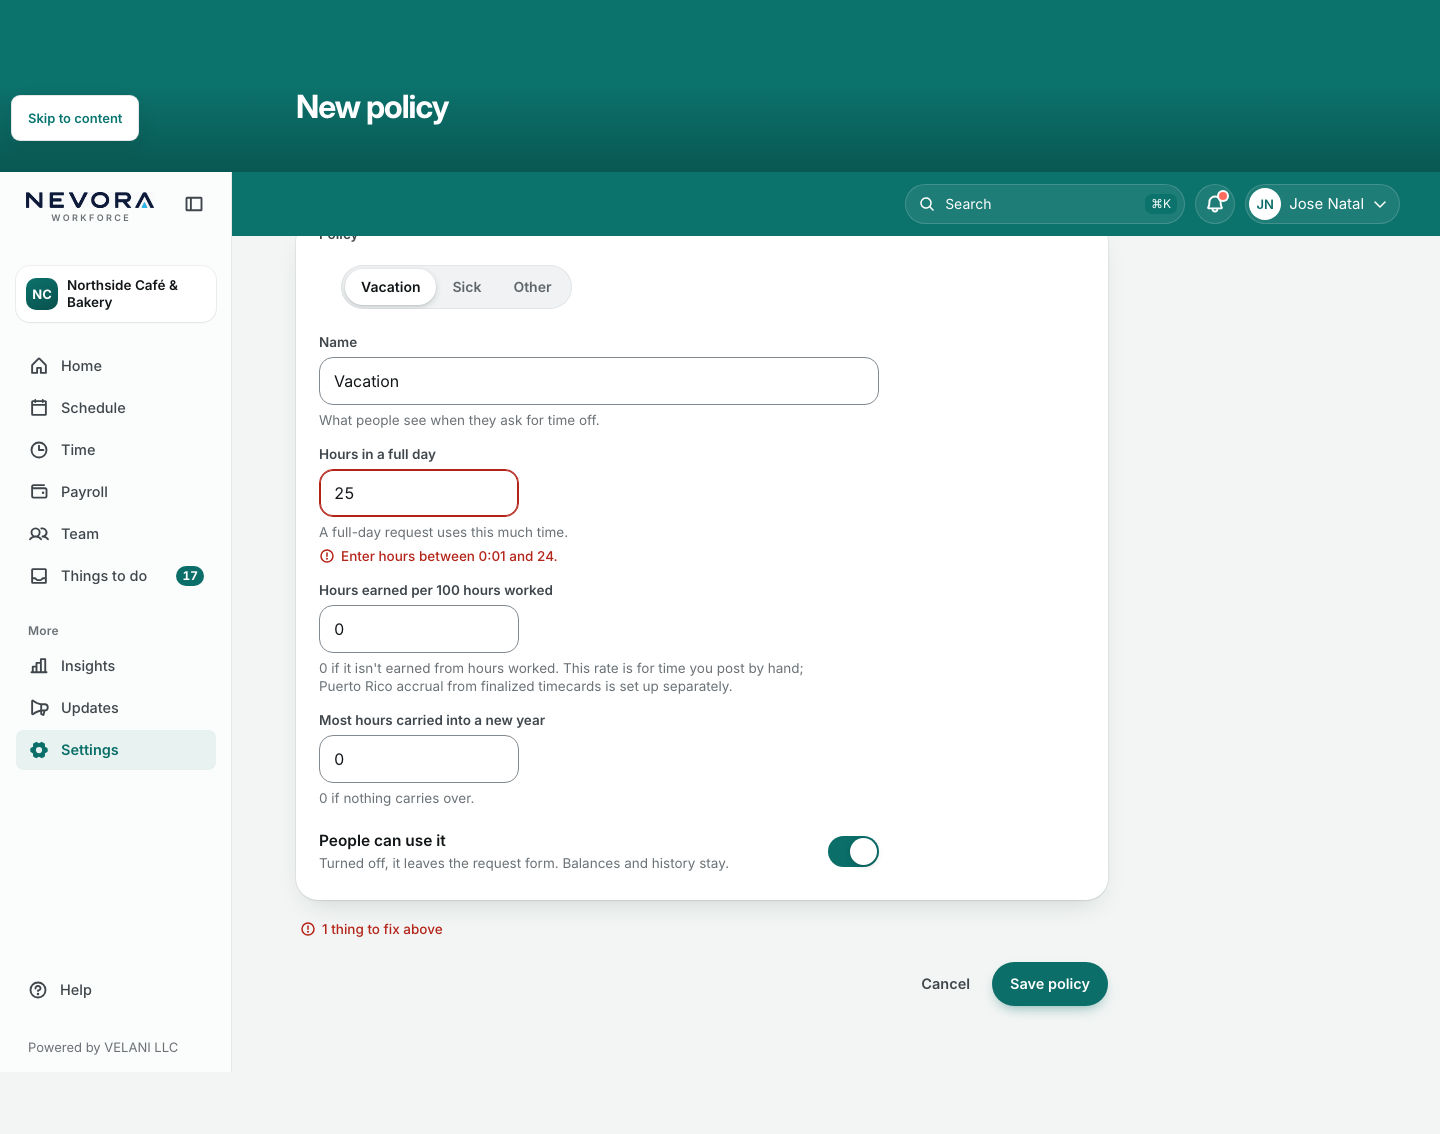 Skip to content
New policy
NEVORA
WORKFORCE
Search
⌘K
JN
Jose Natal
NC
Northside Café &
Bakery
Home
Schedule
Time
Payroll
Team
Things to do
17
More
Insights
Updates
Settings
Help
Powered by VELANI LLC
Policy
Vacation
Sick
Other
Name
Vacation
What people see when they ask for time off.
Hours in a full day
25
A full-day request uses this much time.
Enter hours between 0:01 and 24.
Hours earned per 100 hours worked
0
0 if it isn't earned from hours worked. This rate is for time you post by hand;
Puerto Rico accrual from finalized timecards is set up separately.
Most hours carried into a new year
0
0 if nothing carries over.
People can use it
Turned off, it leaves the request form. Balances and history stay.
1 thing to fix above
Cancel
Save policy